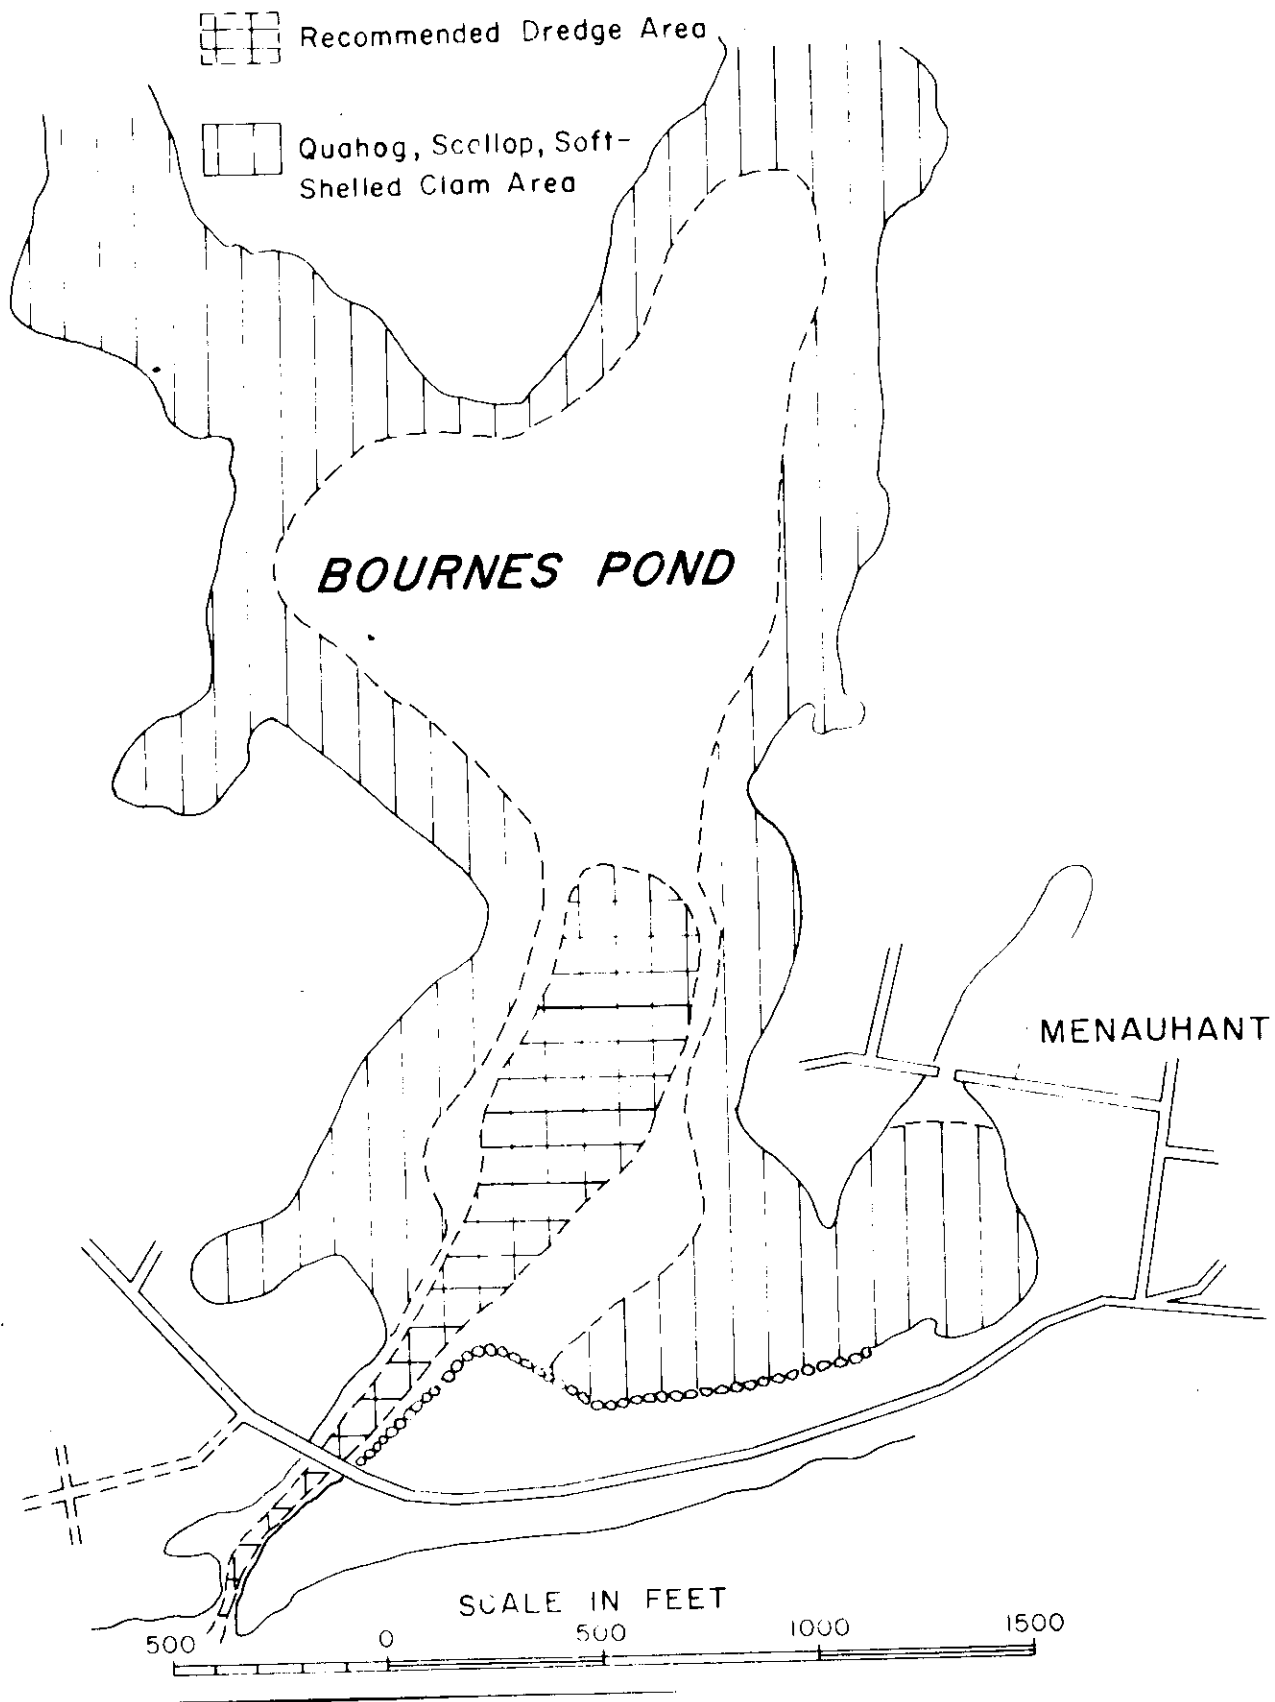 Recommended Dredge Area
Quahog, Scallop, Soft-
Shelled Clam Area
BOURNES POND
MENAUHANT
SCALE IN FEET
500 0 500 1000 1500